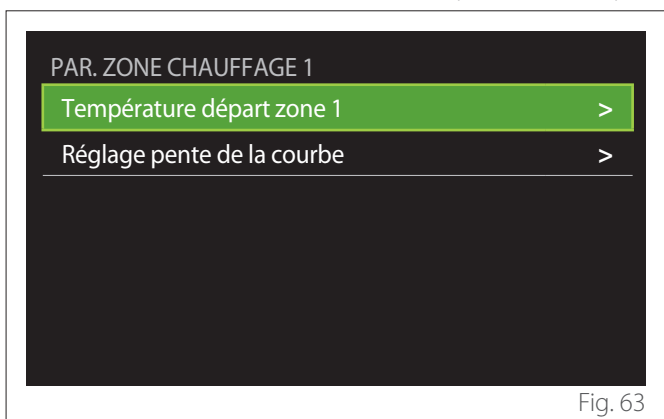 PAR. ZONE CHAUFFAGE 1
Température départ zone 1 >
Réglage pente de la courbe >
Fig. 63